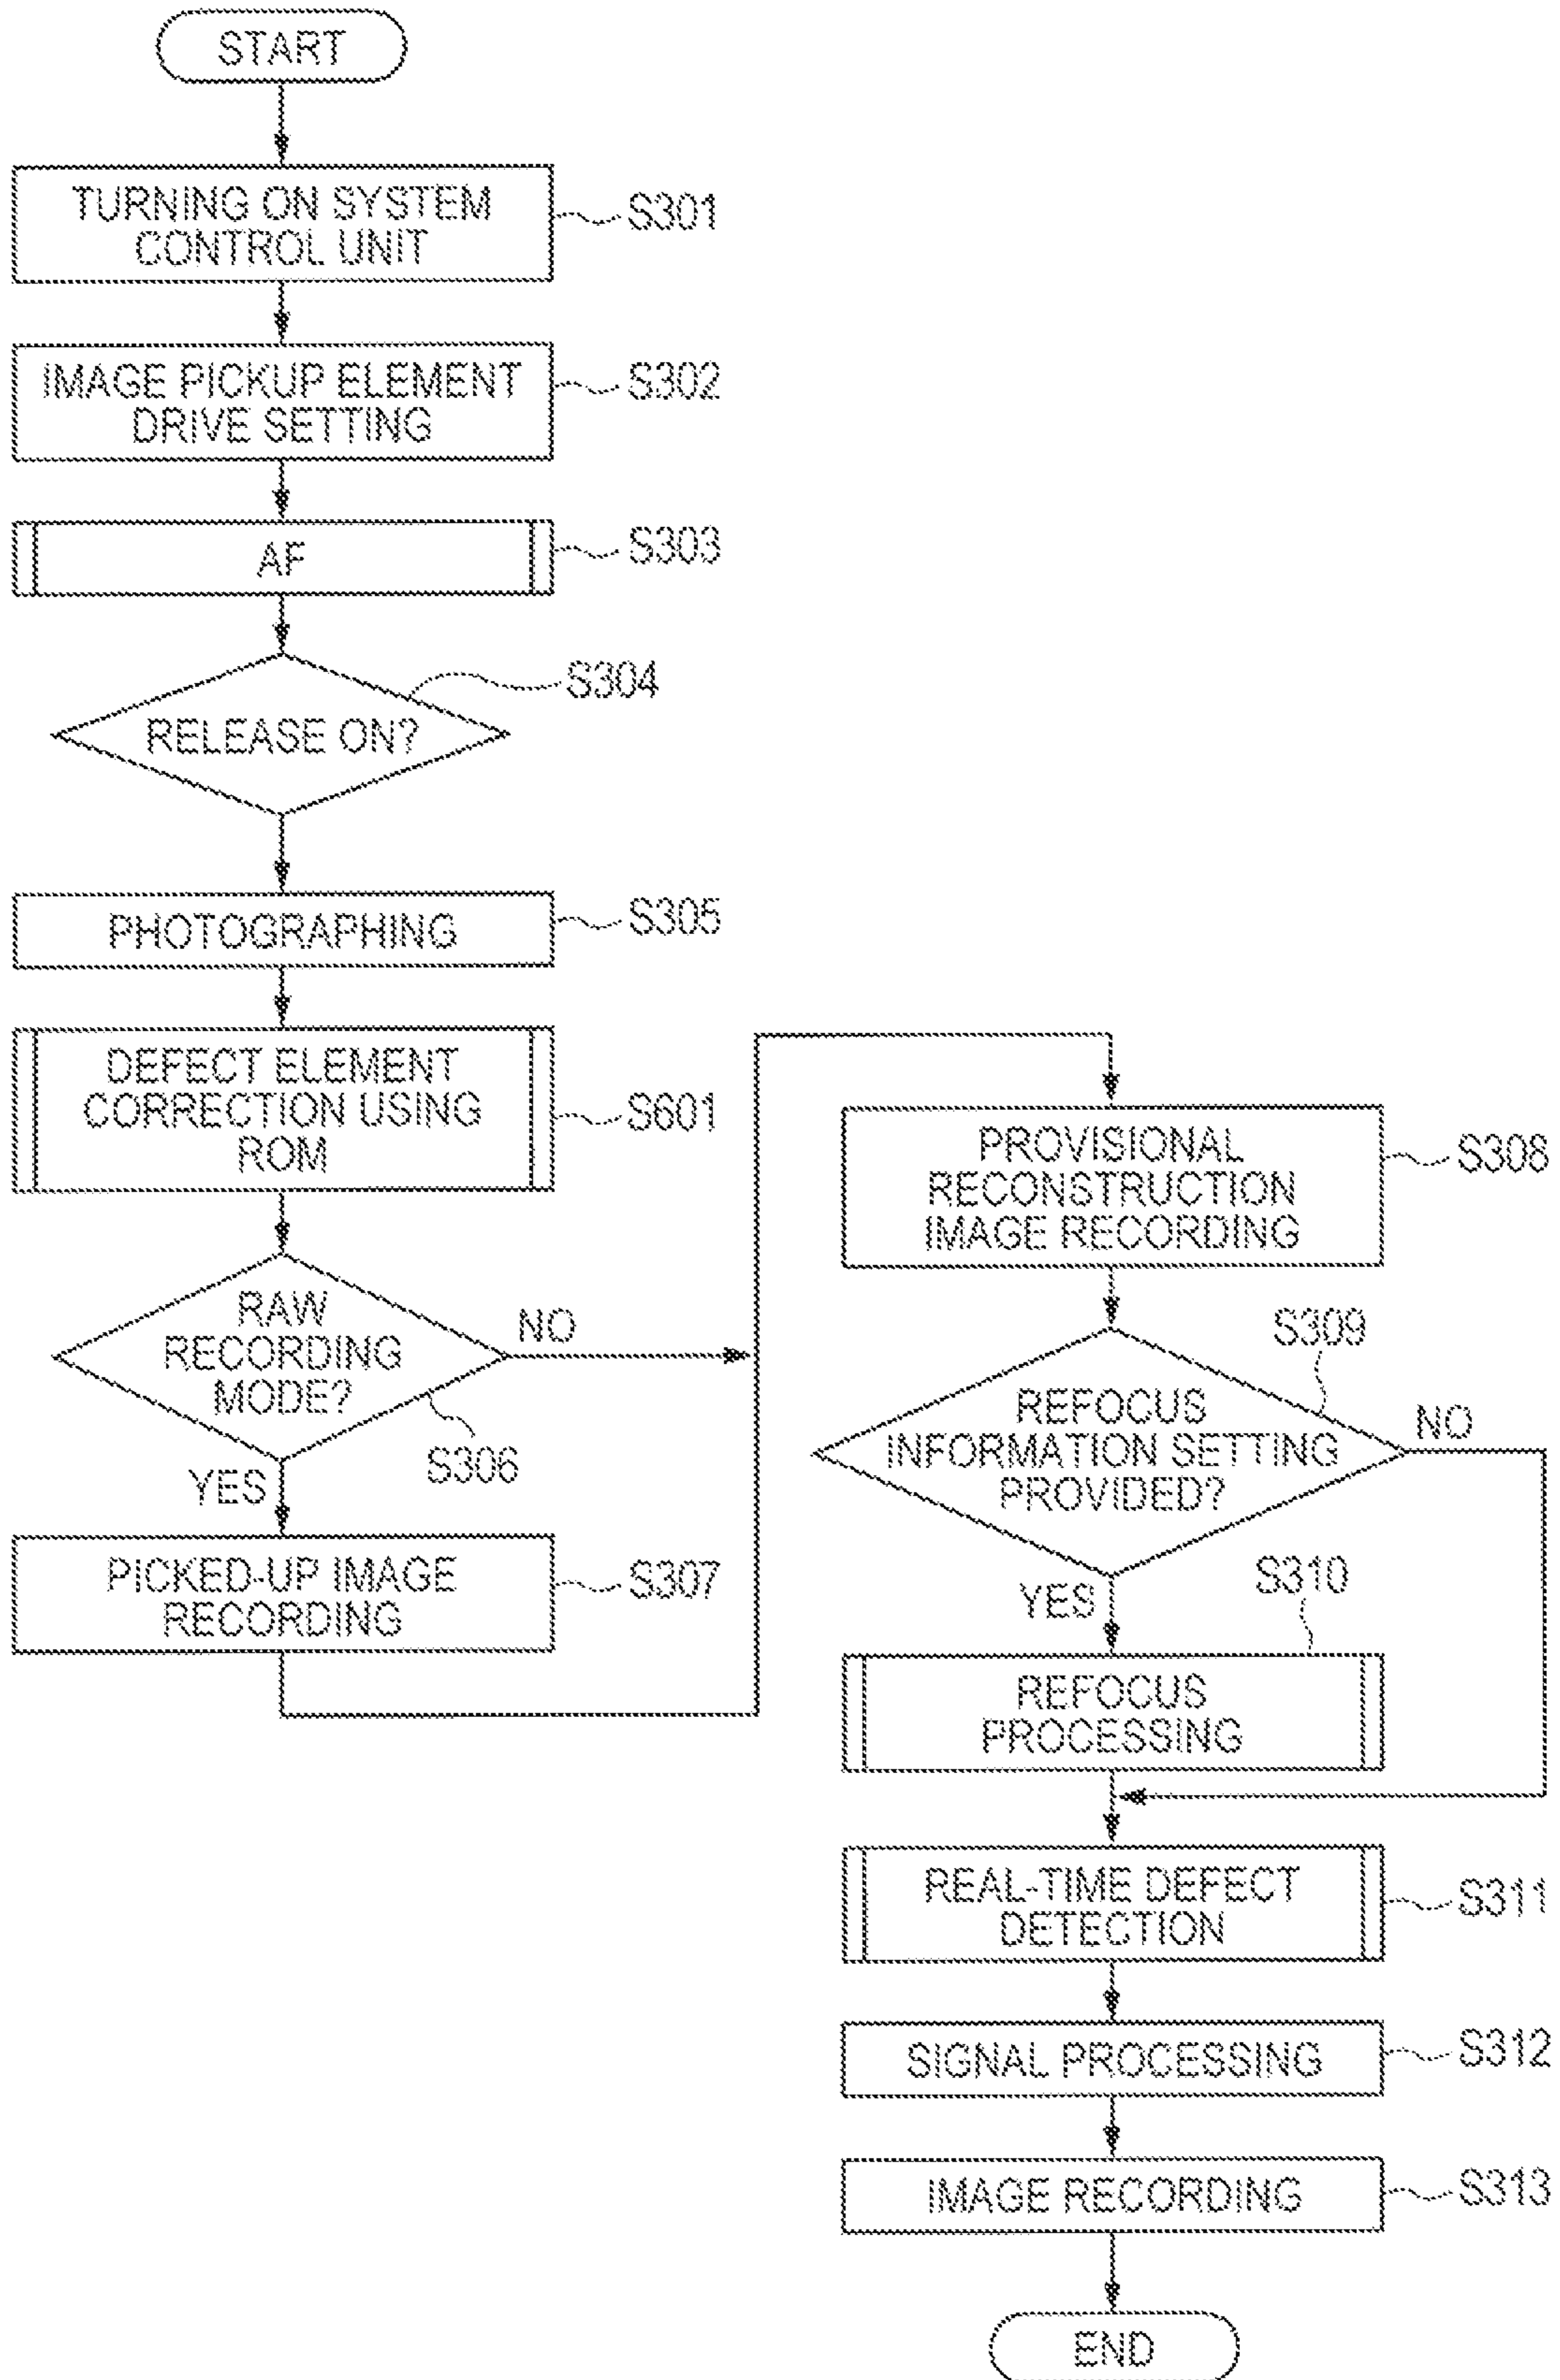 START
TURNING ON SYSTEM
CONTROL UNIT
S301
IMAGE PICKUP ELEMENT
DRIVE SETTING
S302
AF
S303
S304
RELEASE ON?
PHOTOGRAPHING
S305
DEFECT ELEMENT
CORRECTION USING
ROM
S601
RAW
RECORDING
MODE?
NO
S306
YES
PICKED-UP IMAGE
RECORDING
S307
PROVISIONAL
RECONSTRUCTION
IMAGE RECORDING
S308
S309
REFOCUS
INFORMATION SETTING
PROVIDED?
NO
YES
S310
REFOCUS
PROCESSING
REAL-TIME DEFECT
DETECTION
S311
SIGNAL PROCESSING
S312
IMAGE RECORDING
S313
END